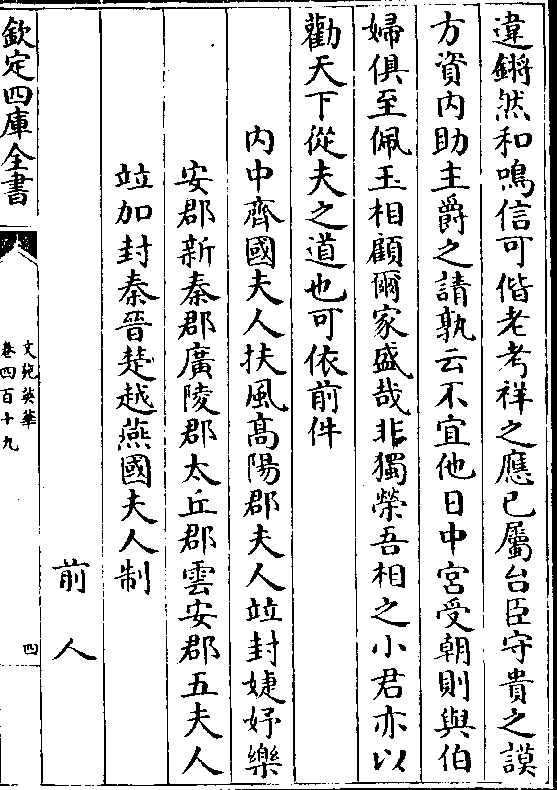 違鏘然和鳴信可偕老考祥之應已屬台臣守貴之謨
方資內助主爵之請孰云不宜他日中宮受朝則與伯
婦俱至佩玉相顧爾家盛哉非獨榮吾相之小君亦以
勸天下從夫之道也可依前件
內中齊國夫人扶風髙陽郡夫人竝封婕妤樂
安郡新秦郡廣陵郡太丘郡雲安郡五夫人
竝加封秦晉楚越燕國夫人制
前人
欽定四庫全書
文苑英華
卷四百十九
四